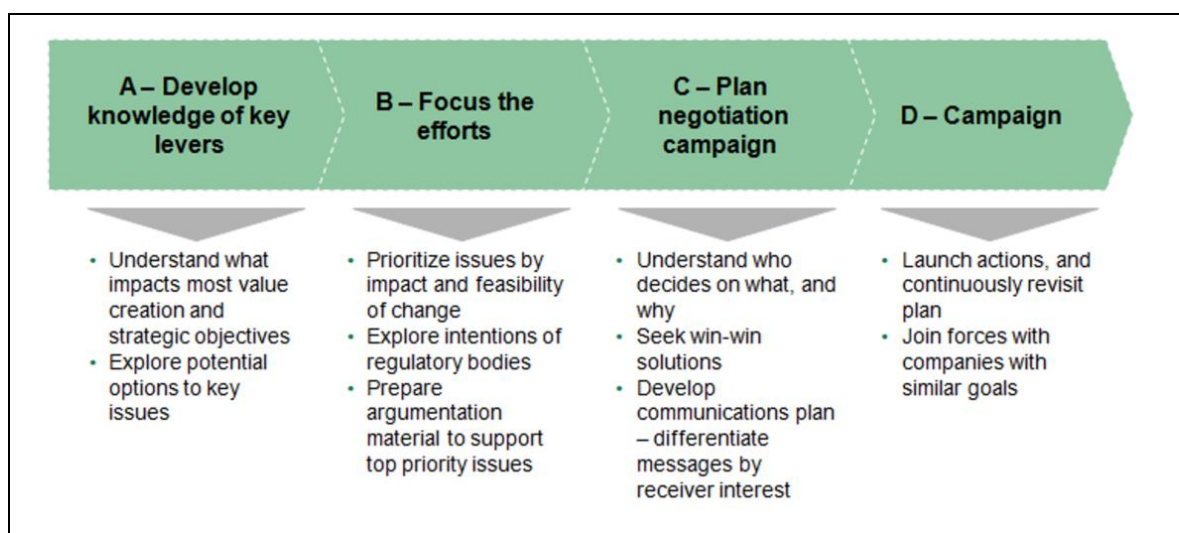 A – Develop
knowledge of key
levers
B – Focus the
efforts
C – Plan
negotiation
campaign
D – Campaign
• Understand what
impacts most value
creation and
strategic objectives
• Explore potential
options to key
issues
• Prioritize issues by
impact and feasibility
of change
• Explore intentions of
regulatory bodies
• Prepare
argumentation
material to support
top priority issues
• Understand who
decides on what, and
why
• Seek win-win
solutions
• Develop
communications plan
– differentiate
messages by
receiver interest
• Launch actions, and
continuously revisit
plan
• Join forces with
companies with
similar goals